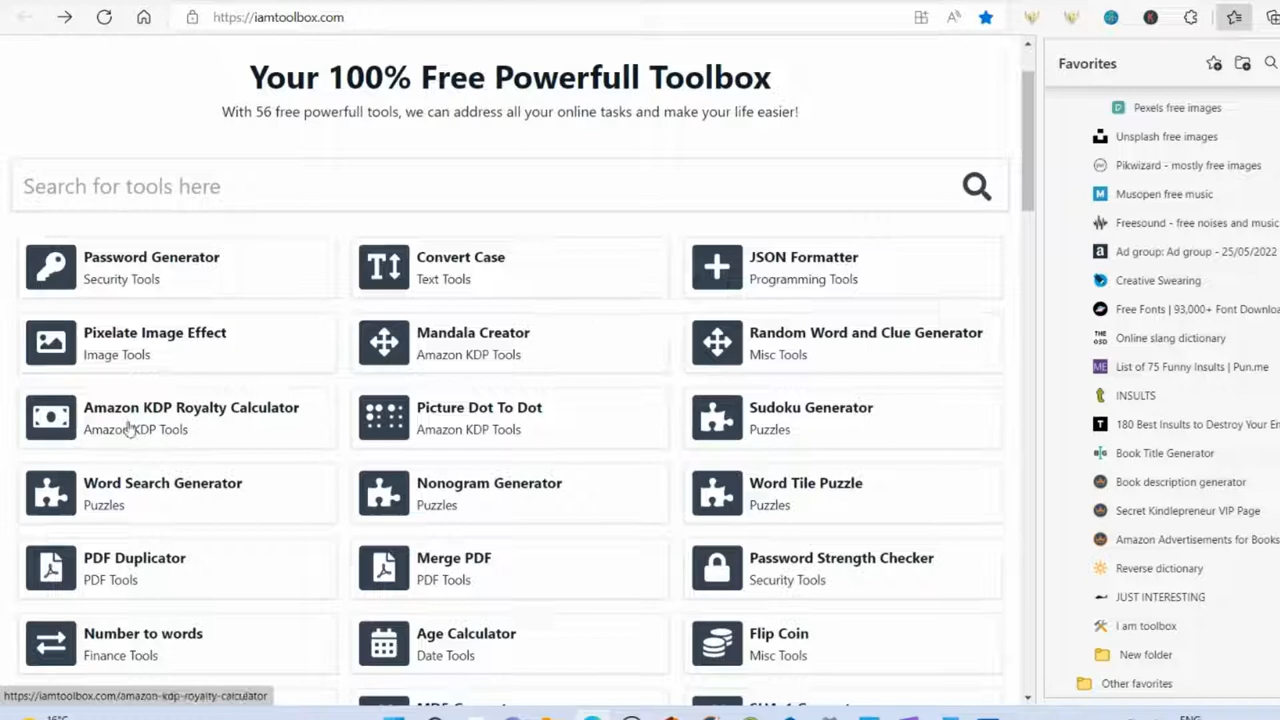 https://iamtoolbox.com
Your 100% Free Powerfull Toolbox
With 56 free powerfull tools, we can address all your online tasks and make your life easier!
Search for tools here
Password Generator
Security Tools
Convert Case
Text Tools
JSON Formatter
Programming Tools
Pixelate Image Effect
Image Tools
Mandala Creator
Amazon KDP Tools
Random Word and Clue Generator
Misc Tools
Amazon KDP Royalty Calculator
Amazon KDP Tools
Picture Dot To Dot
Amazon KDP Tools
Sudoku Generator
Puzzles
Word Search Generator
Puzzles
Nonogram Generator
Puzzles
Word Tile Puzzle
Puzzles
PDF Duplicator
PDF Tools
Merge PDF
PDF Tools
Password Strength Checker
Security Tools
Number to words
Finance Tools
Age Calculator
Date Tools
Flip Coin
Misc Tools
https://iamtoolbox.com/amazon-kdp-royalty-calculator
Favorites
Pexels free images
Unsplash free images
Pikwizard - mostly free images
Musopen free music
Freesound - free noises and music
Ad group: Ad group - 25/05/2022
Creative Swearing
Free Fonts | 93,000+ Font Downloa
Online slang dictionary
List of 75 Funny Insults | Pun.me
INSULTS
180 Best Insults to Destroy Your En
Book Title Generator
Book description generator
Secret Kindlepreneur VIP Page
Amazon Advertisements for Books
Reverse dictionary
JUST INTERESTING
I am toolbox
New folder
Other favorites
16°C
ENG